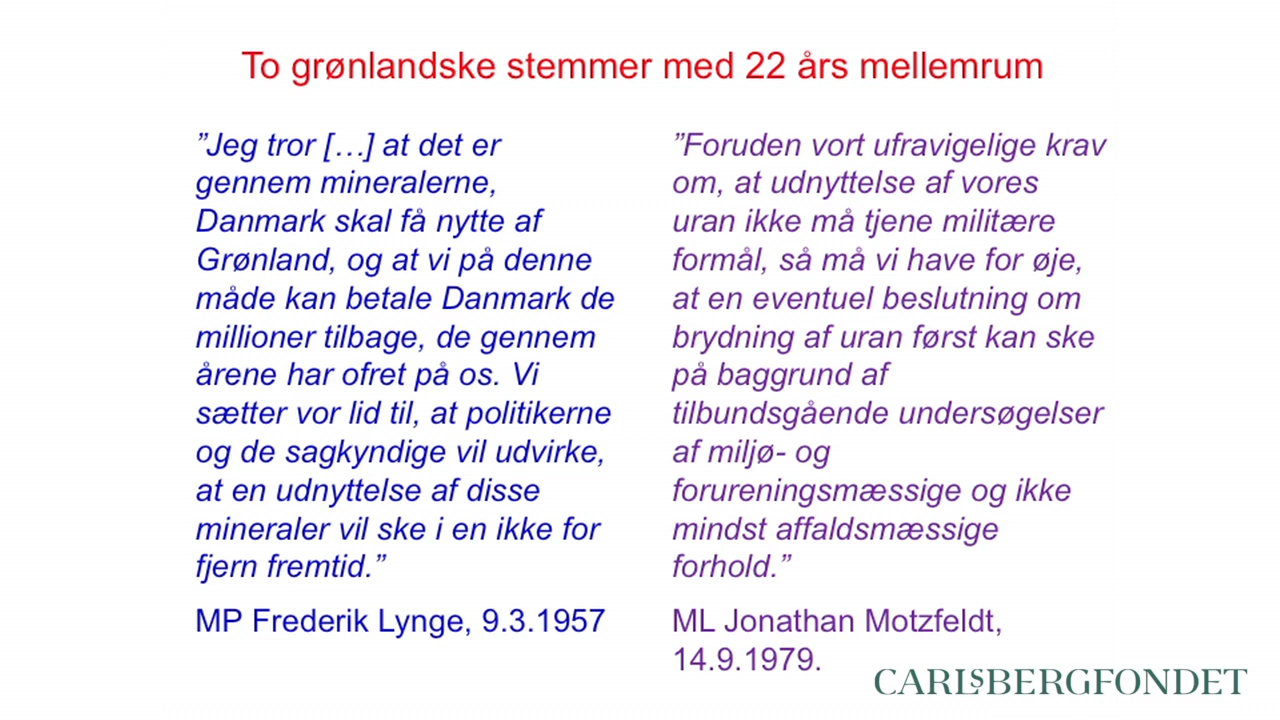 To grønlandske stemmer med 22 års mellemrum
”Jeg tror […] at det er
gennem mineralerne,
Danmark skal få nytte af
Grønland, og at vi på denne
måde kan betale Danmark de
millioner tilbage, de gennem
årene har ofret på os. Vi
sætter vor lid til, at politikerne
og de sagkyndige vil udvirke,
at en udnyttelse af disse
mineraler vil ske i en ikke for
fjern fremtid.”
MP Frederik Lynge, 9.3.1957
”Foruden vort ufravigelige krav
om, at udnyttelse af vores
uran ikke må tjene militære
formål, så må vi have for øje,
at en eventuel beslutning om
brydning af uran først kan ske
på baggrund af
tilbundsgående undersøgelser
af miljø- og
forureningsmæssige og ikke
mindst affaldsmæssige
forhold.”
ML Jonathan Motzfeldt,
14.9.1979.
CARLSBERGFONDET